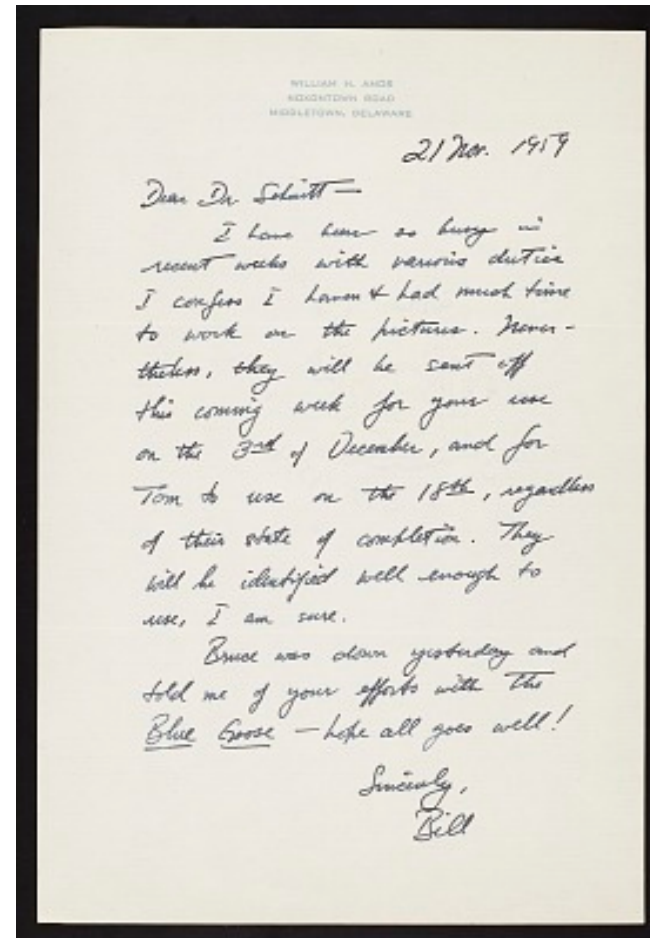 WILLIAM H. AMOS
NOXONTOWN ROAD
MIDDLETOWN, DELAWARE
21 Nov. 1959
Dear Dr. Schmitt —
I have been so busy in
recent weeks with various duties
I confess I haven't had much time
to work on the pictures. Never-
theless, they will be sent off
this coming week for your use
on the 3rd of December, and for
Tom to use on the 18th, regardless
of their state of completion. They
will be identified well enough to
use, I am sure.
Bruce was down yesterday and
told me of your efforts with the
Blue Goose — hope all goes well!
Sincerely,
Bill